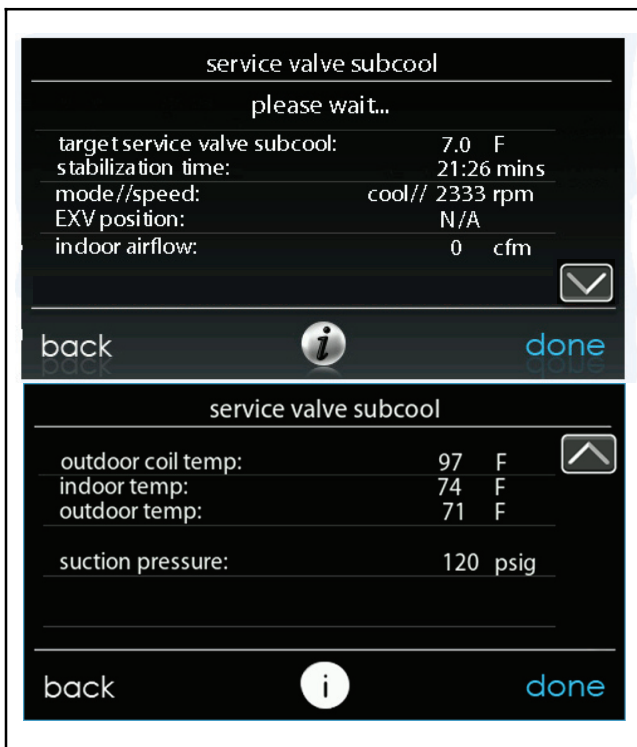 service valve subcool
please wait...
target service valve subcool: 7.0 F
stabilization time: 21:26 mins
mode//speed: cool// 2333 rpm
EXV position: N/A
indoor airflow: 0 cfm
back i done
service valve subcool
outdoor coil temp: 97 F
indoor temp: 74 F
outdoor temp: 71 F
suction pressure: 120 psig
back i done